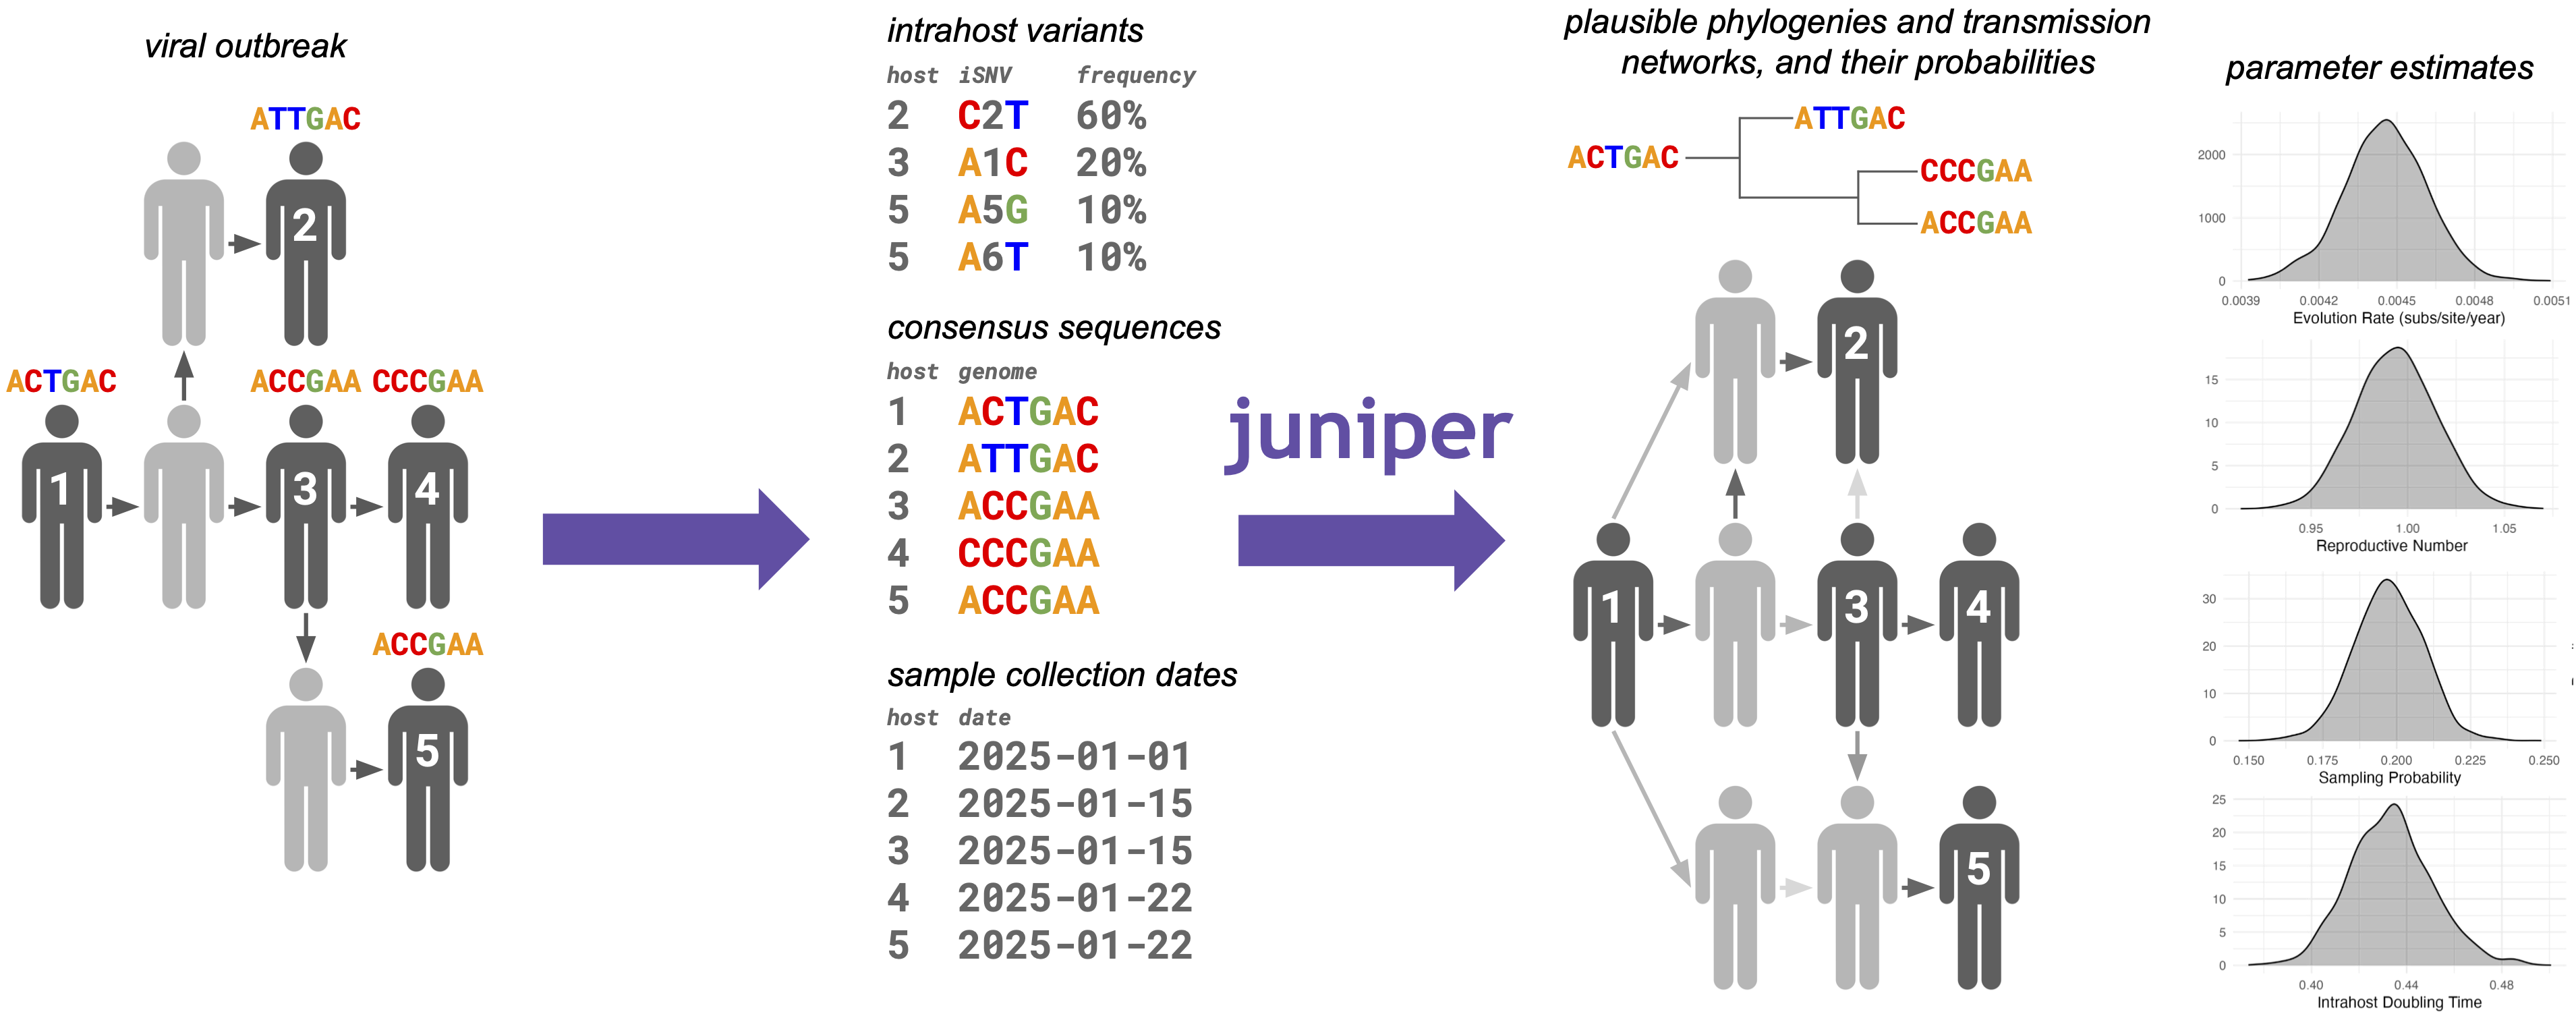 viral outbreak
ATTGAC
2
ACTGAC
ACCGAA CCCGAA
1
3
4
ACCGAA
5
intrahost variants
host iSNV frequency
2 C2T 60%
3 A1C 20%
5 A5G 10%
5 A6T 10%
consensus sequences
host genome
1 ACTGAC
2 ATTGAC
3 ACCGAA
4 CCCGAA
5 ACCGAA
sample collection dates
host date
1 2025-01-01
2 2025-01-15
3 2025-01-15
4 2025-01-22
5 2025-01-22
juniper
plausible phylogenies and transmission
networks, and their probabilities
ATTGAC
ACTGAC
CCCGAA
ACCGAA
2
1
3
4
5
parameter estimates
2000
1000
0
0.0039 0.0042 0.0045 0.0048 0.0051
Evolution Rate (subs/site/year)
15
10
5
0
0.95 1.00 1.05
Reproductive Number
30
20
10
0
0.150 0.175 0.200 0.225 0.250
Sampling Probability
25
20
15
10
5
0
0.40 0.44 0.48
Intrahost Doubling Time